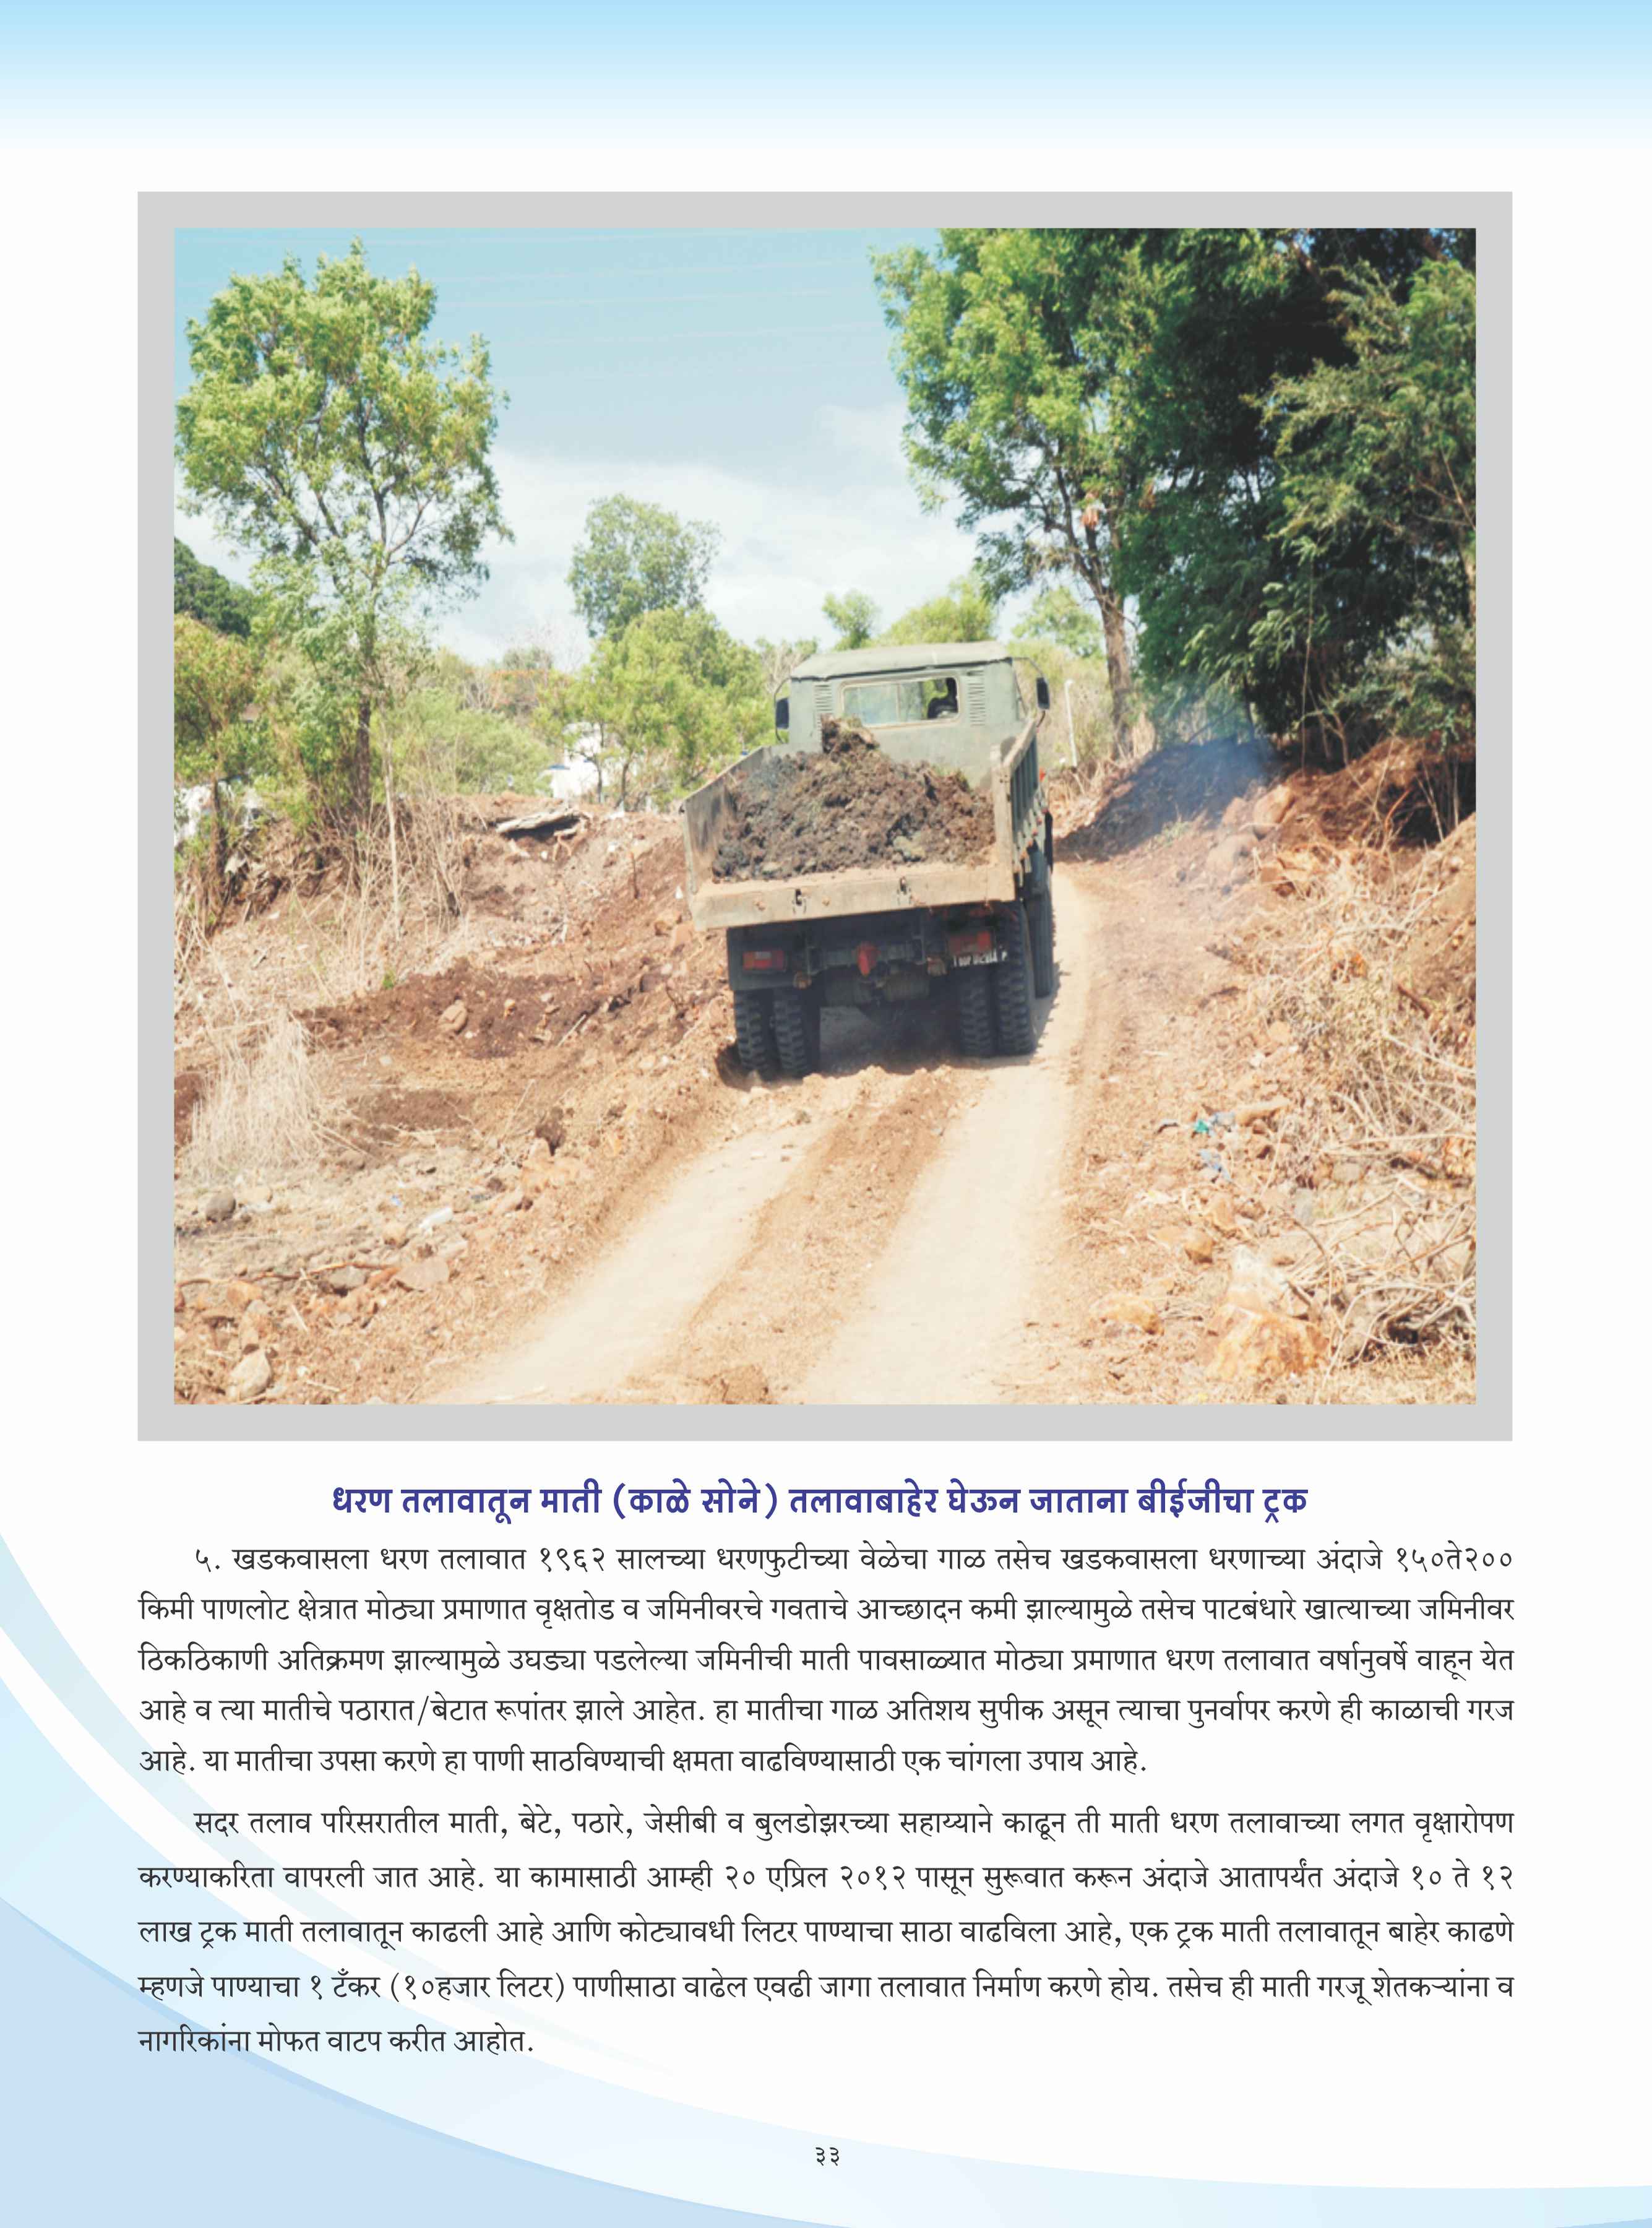 धरण तलावातून माती (काळे सोने) तलावाबाहेर घेऊन जाताना बीईजीचा ट्रक
५. खडकवासला धरण तलावात १९६२ सालच्या धरणफुटीच्या वेळेचा गाळ तसेच खडकवासला धरणाच्या अंदाजे १५०ते२००
किमी पाणलोट क्षेत्रात मोठ्या प्रमाणात वृक्षतोड व जमिनीवरचे गवताचे आच्छादन कमी झाल्यामुळे तसेच पाटबंधारे खात्याच्या जमिनीवर
ठिकठिकाणी अतिक्रमण झाल्यामुळे उघड्या पडलेल्या जमिनीची माती पावसाळ्यात मोठ्या प्रमाणात धरण तलावात वर्षानुवर्षे वाहून येत
आहे व त्या मातीचे पठारात/बेटात रूपांतर झाले आहेत. हा मातीचा गाळ अतिशय सुपीक असून त्याचा पुनर्वापर करणे ही काळाची गरज
आहे. या मातीचा उपसा करणे हा पाणी साठविण्याची क्षमता वाढविण्यासाठी एक चांगला उपाय आहे.
सदर तलाव परिसरातील माती, बेटे, पठारे, जेसीबी व बुलडोझरच्या सहाय्याने काढून ती माती धरण तलावाच्या लगत वृक्षारोपण
करण्याकरिता वापरली जात आहे. या कामासाठी आम्ही २० एप्रिल २०१२ पासून सुरूवात करून अंदाजे आतापर्यंत अंदाजे १० ते १२
लाख ट्रक माती तलावातून काढली आहे आणि कोट्यावधी लिटर पाण्याचा साठा वाढविला आहे, एक ट्रक माती तलावातून बाहेर काढणे
म्हणजे पाण्याचा १ टँकर (१०हजार लिटर) पाणीसाठा वाढेल एवढी जागा तलावात निर्माण करणे होय. तसेच ही माती गरजू शेतकऱ्यांना व
नागरिकांना मोफत वाटप करीत आहोत.
३३